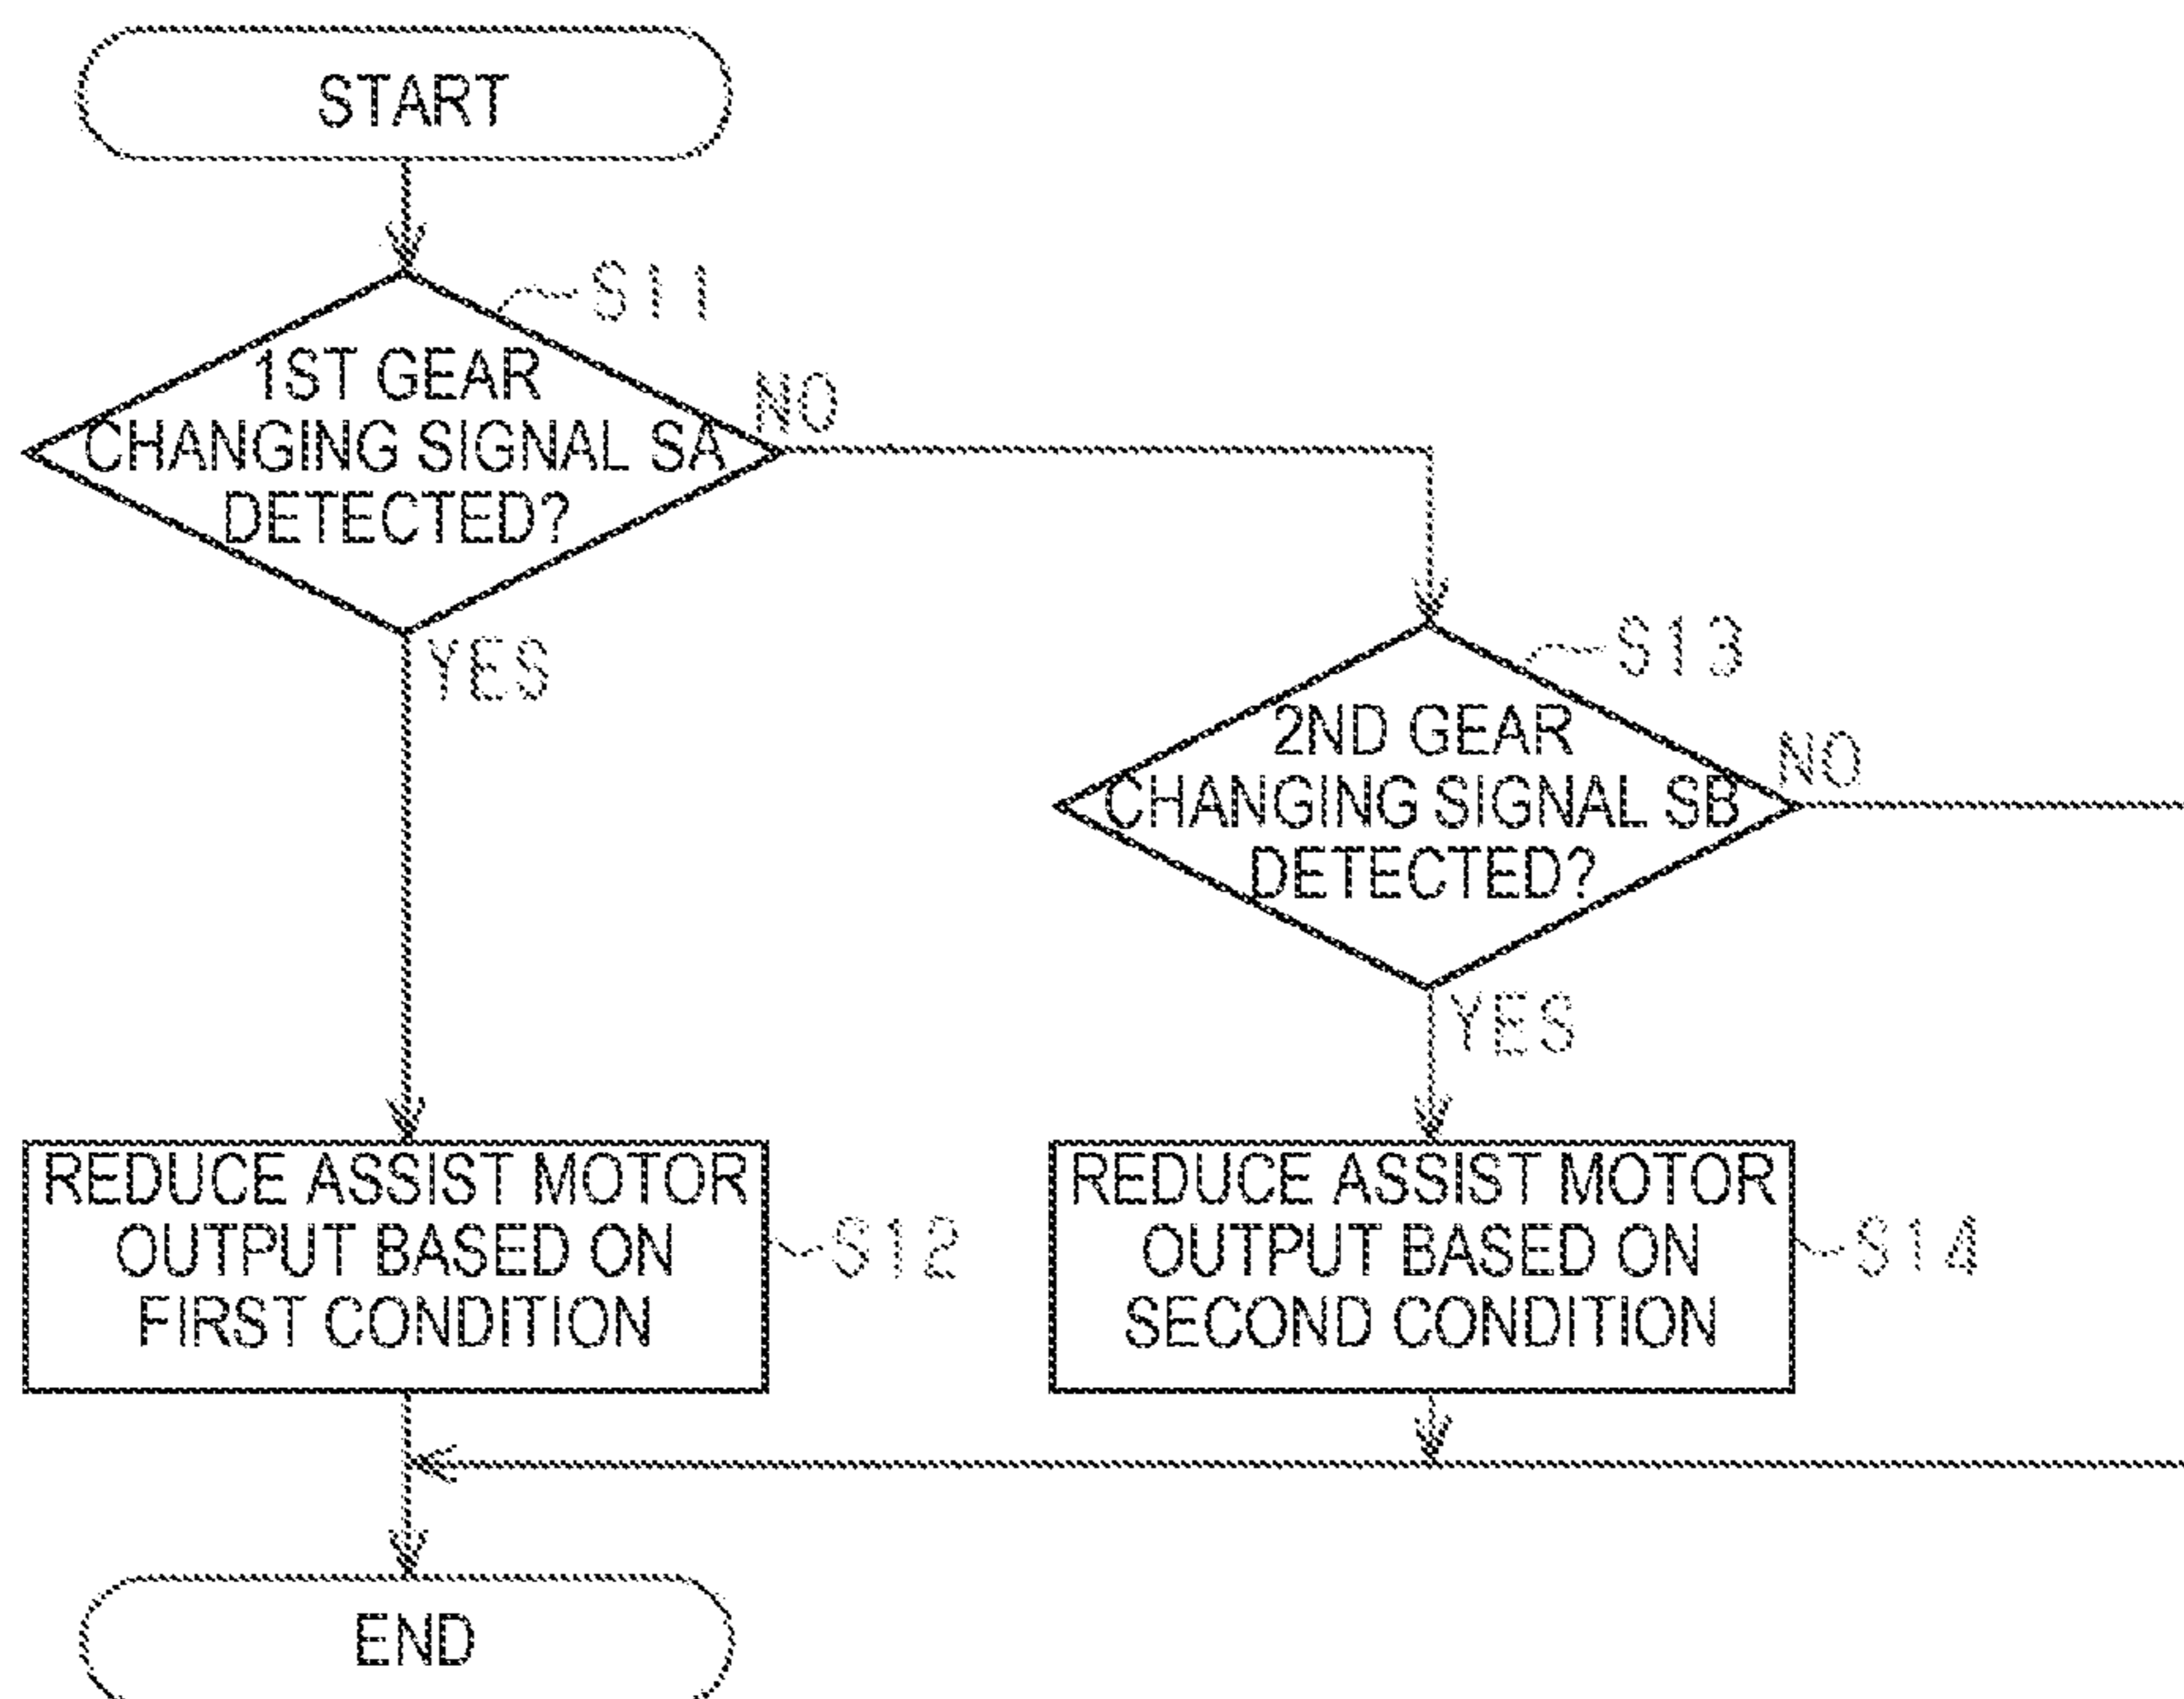 START
S11
1ST GEAR
CHANGING SIGNAL SA
DETECTED?
NO
YES
S13
2ND GEAR
CHANGING SIGNAL SB
DETECTED?
NO
YES
REDUCE ASSIST MOTOR
OUTPUT BASED ON
FIRST CONDITION
S12
REDUCE ASSIST MOTOR
OUTPUT BASED ON
SECOND CONDITION
S14
END